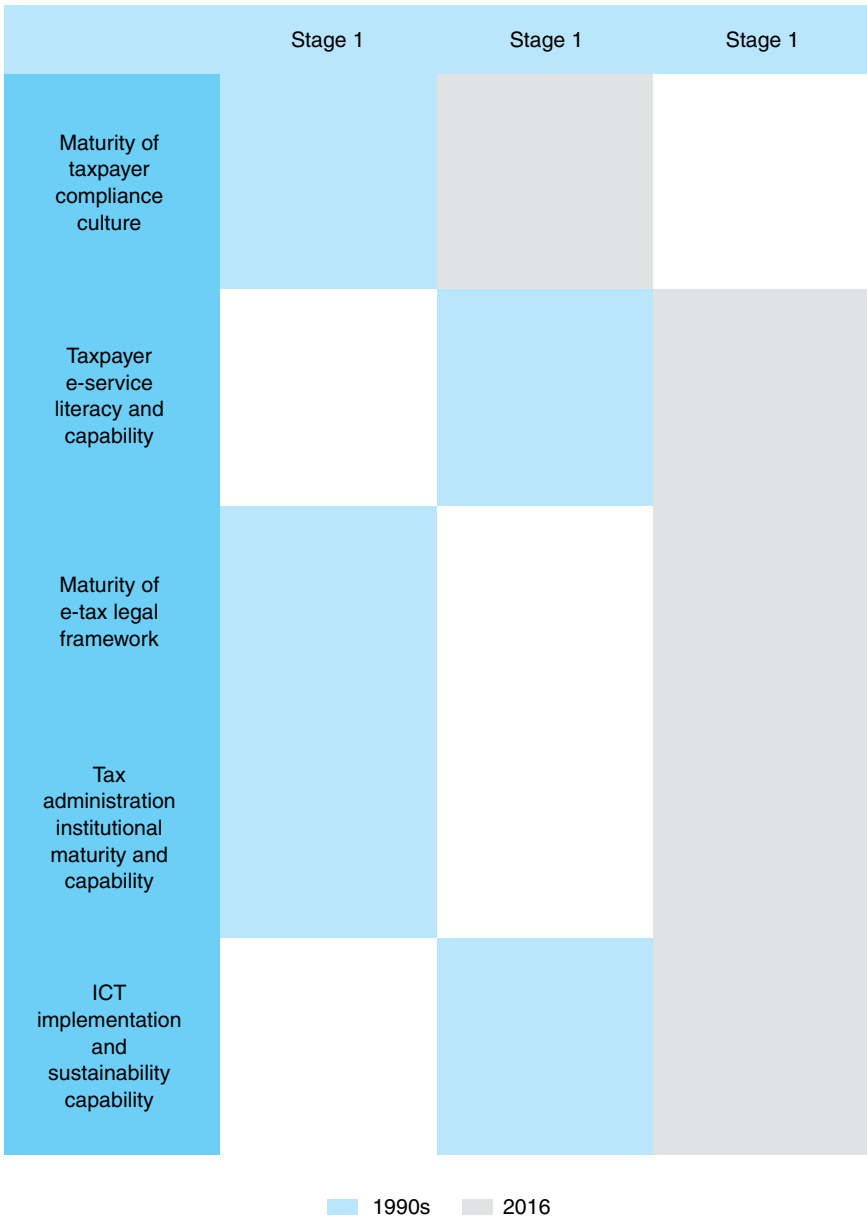 Stage 1 Stage 1 Stage 1
Maturity of
taxpayer
compliance
culture
Taxpayer
e-service
literacy and
capability
Maturity of
e-tax legal
framework
Tax
administration
institutional
maturity and
capability
ICT
implementation
and
sustainability
capability
1990s 2016